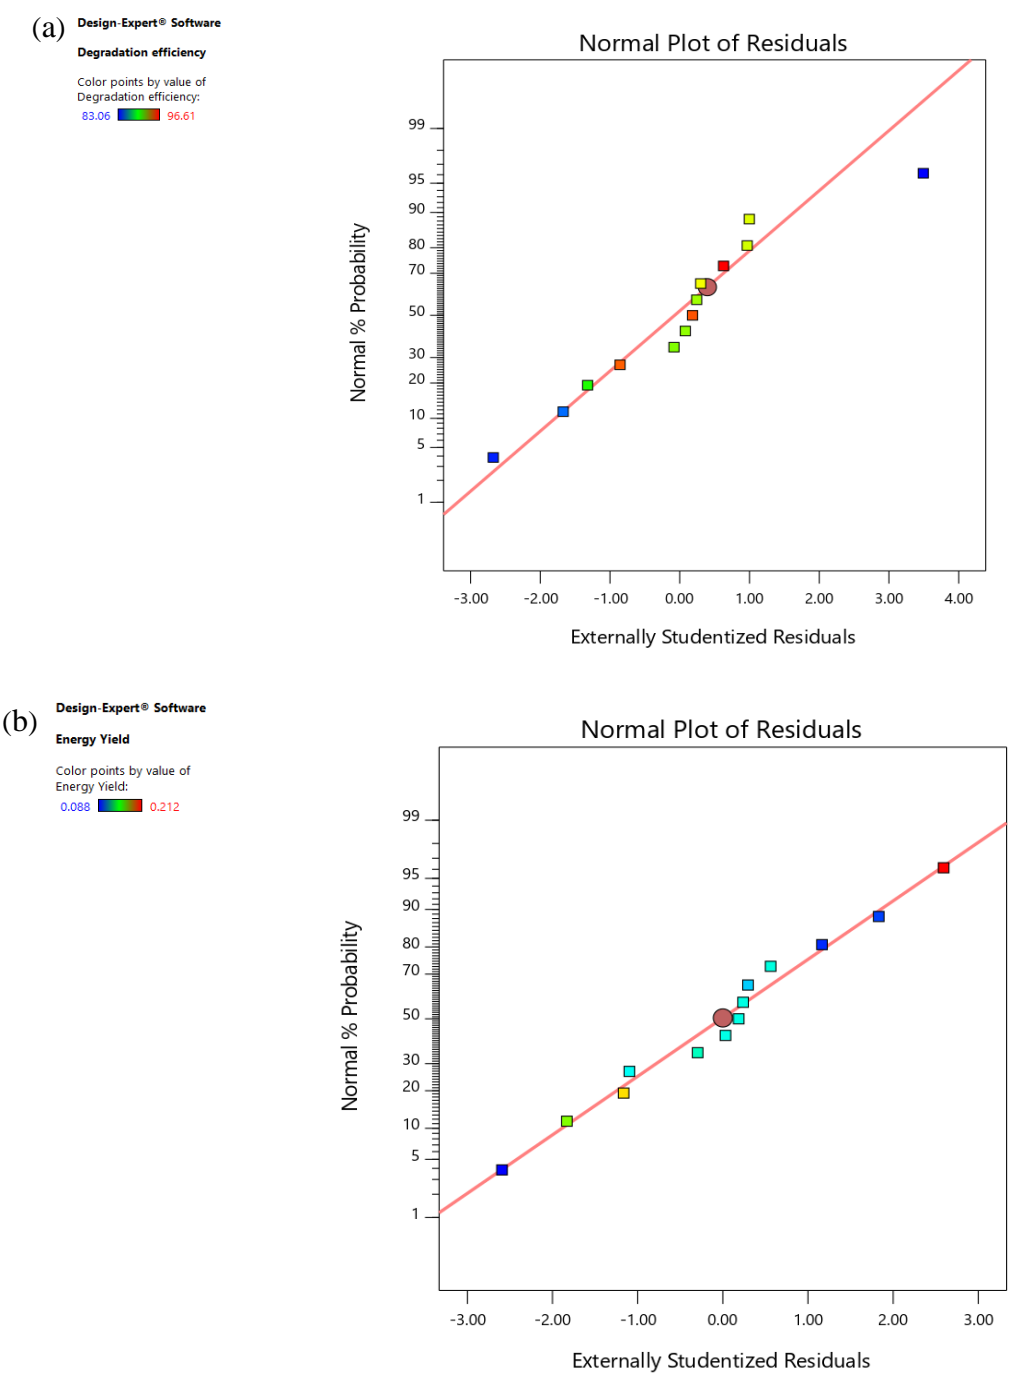 (a)
Design-Expert® Software
Degradation efficiency
Color points by value of
Degradation efficiency:
83.06 96.61
Normal Plot of Residuals
Normal % Probability
99
95
90
80
70
50
30
20
10
5
1
-3.00 -2.00 -1.00 0.00 1.00 2.00 3.00 4.00
Externally Studentized Residuals
(b)
Design-Expert® Software
Energy Yield
Color points by value of
Energy Yield:
0.088 0.212
Normal Plot of Residuals
Normal % Probability
99
95
90
80
70
50
30
20
10
5
1
-3.00 -2.00 -1.00 0.00 1.00 2.00 3.00
Externally Studentized Residuals